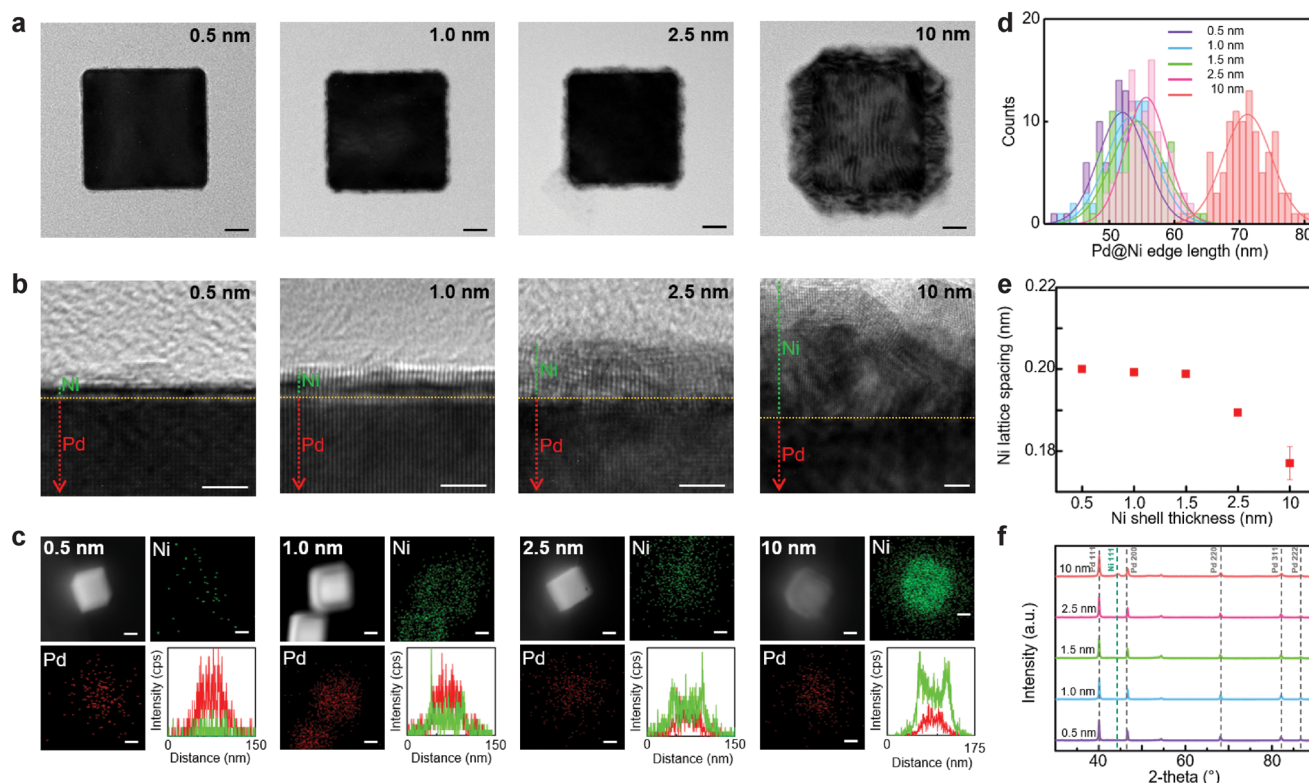 a
0.5 nm
1.0 nm
2.5 nm
10 nm
b
0.5 nm
Ni
Pd
1.0 nm
Ni
Pd
2.5 nm
Ni
Pd
10 nm
Ni
Pd
c
0.5 nm
Ni
Pd
Intensity (cps)
0
150
Distance (nm)
1.0 nm
Ni
Pd
Intensity (cps)
0
150
Distance (nm)
2.5 nm
Ni
Pd
Intensity (cps)
0
150
Distance (nm)
10 nm
Ni
Pd
Intensity (cps)
0
175
Distance (nm)
d
20
10
0
Counts
0.5 nm
1.0 nm
1.5 nm
2.5 nm
10 nm
50
60
70
80
Pd@Ni edge length (nm)
e
0.22
0.20
0.18
Ni lattice spacing (nm)
0.5
1.0
1.5
2.5
10
Ni shell thickness (nm)
f
Intensity (a.u.)
Pd 111
Ni 111
Pd 200
Pd 220
Pd 311
Pd 222
10 nm
2.5 nm
1.5 nm
1.0 nm
0.5 nm
40
60
80
2-theta (°)